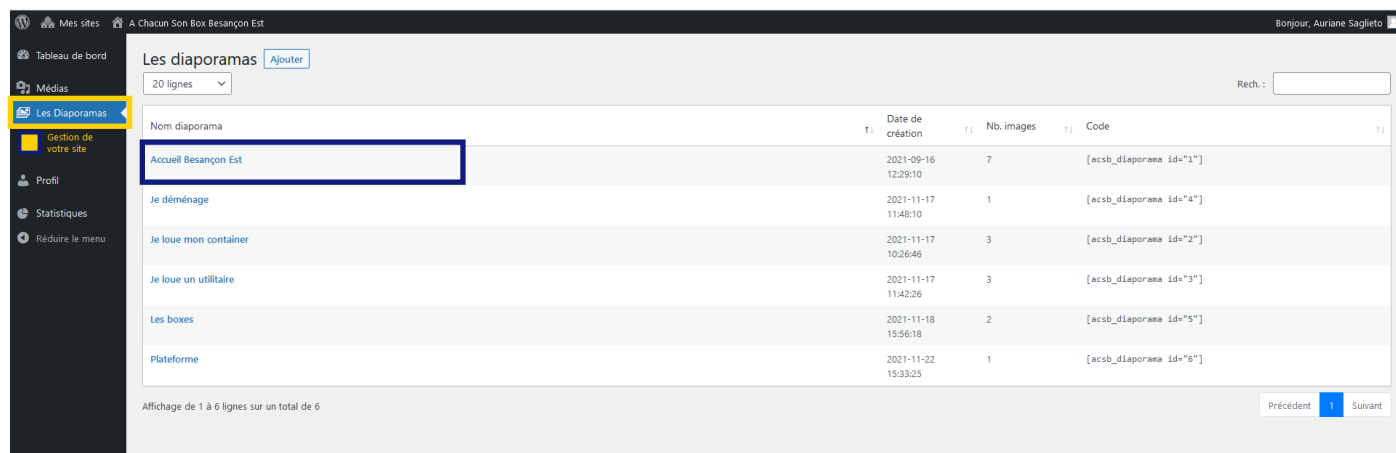 Mes sites A Chacun Son Box Besançon Est Bonjour, Auriane Saglieto
Tableau de bord
Médias
Les Diaporamas
Gestion de
votre site
Profil
Statistiques
Réduire le menu
Les diaporamas Ajouter
20 lignes Rech. :
Nom diaporama Date de création Nb. images Code
Accueil Besançon Est 2021-09-16 12:29:10 7 [acsb_diaporama id="1"]
Je déménage 2021-11-17 11:48:10 1 [acsb_diaporama id="4"]
Je loue mon container 2021-11-17 10:26:46 3 [acsb_diaporama id="2"]
Je loue un utilitaire 2021-11-17 11:42:26 3 [acsb_diaporama id="3"]
Les boxes 2021-11-18 15:56:18 2 [acsb_diaporama id="5"]
Plateforme 2021-11-22 15:33:25 1 [acsb_diaporama id="6"]
Affichage de 1 à 6 lignes sur un total de 6 Précédent 1 Suivant